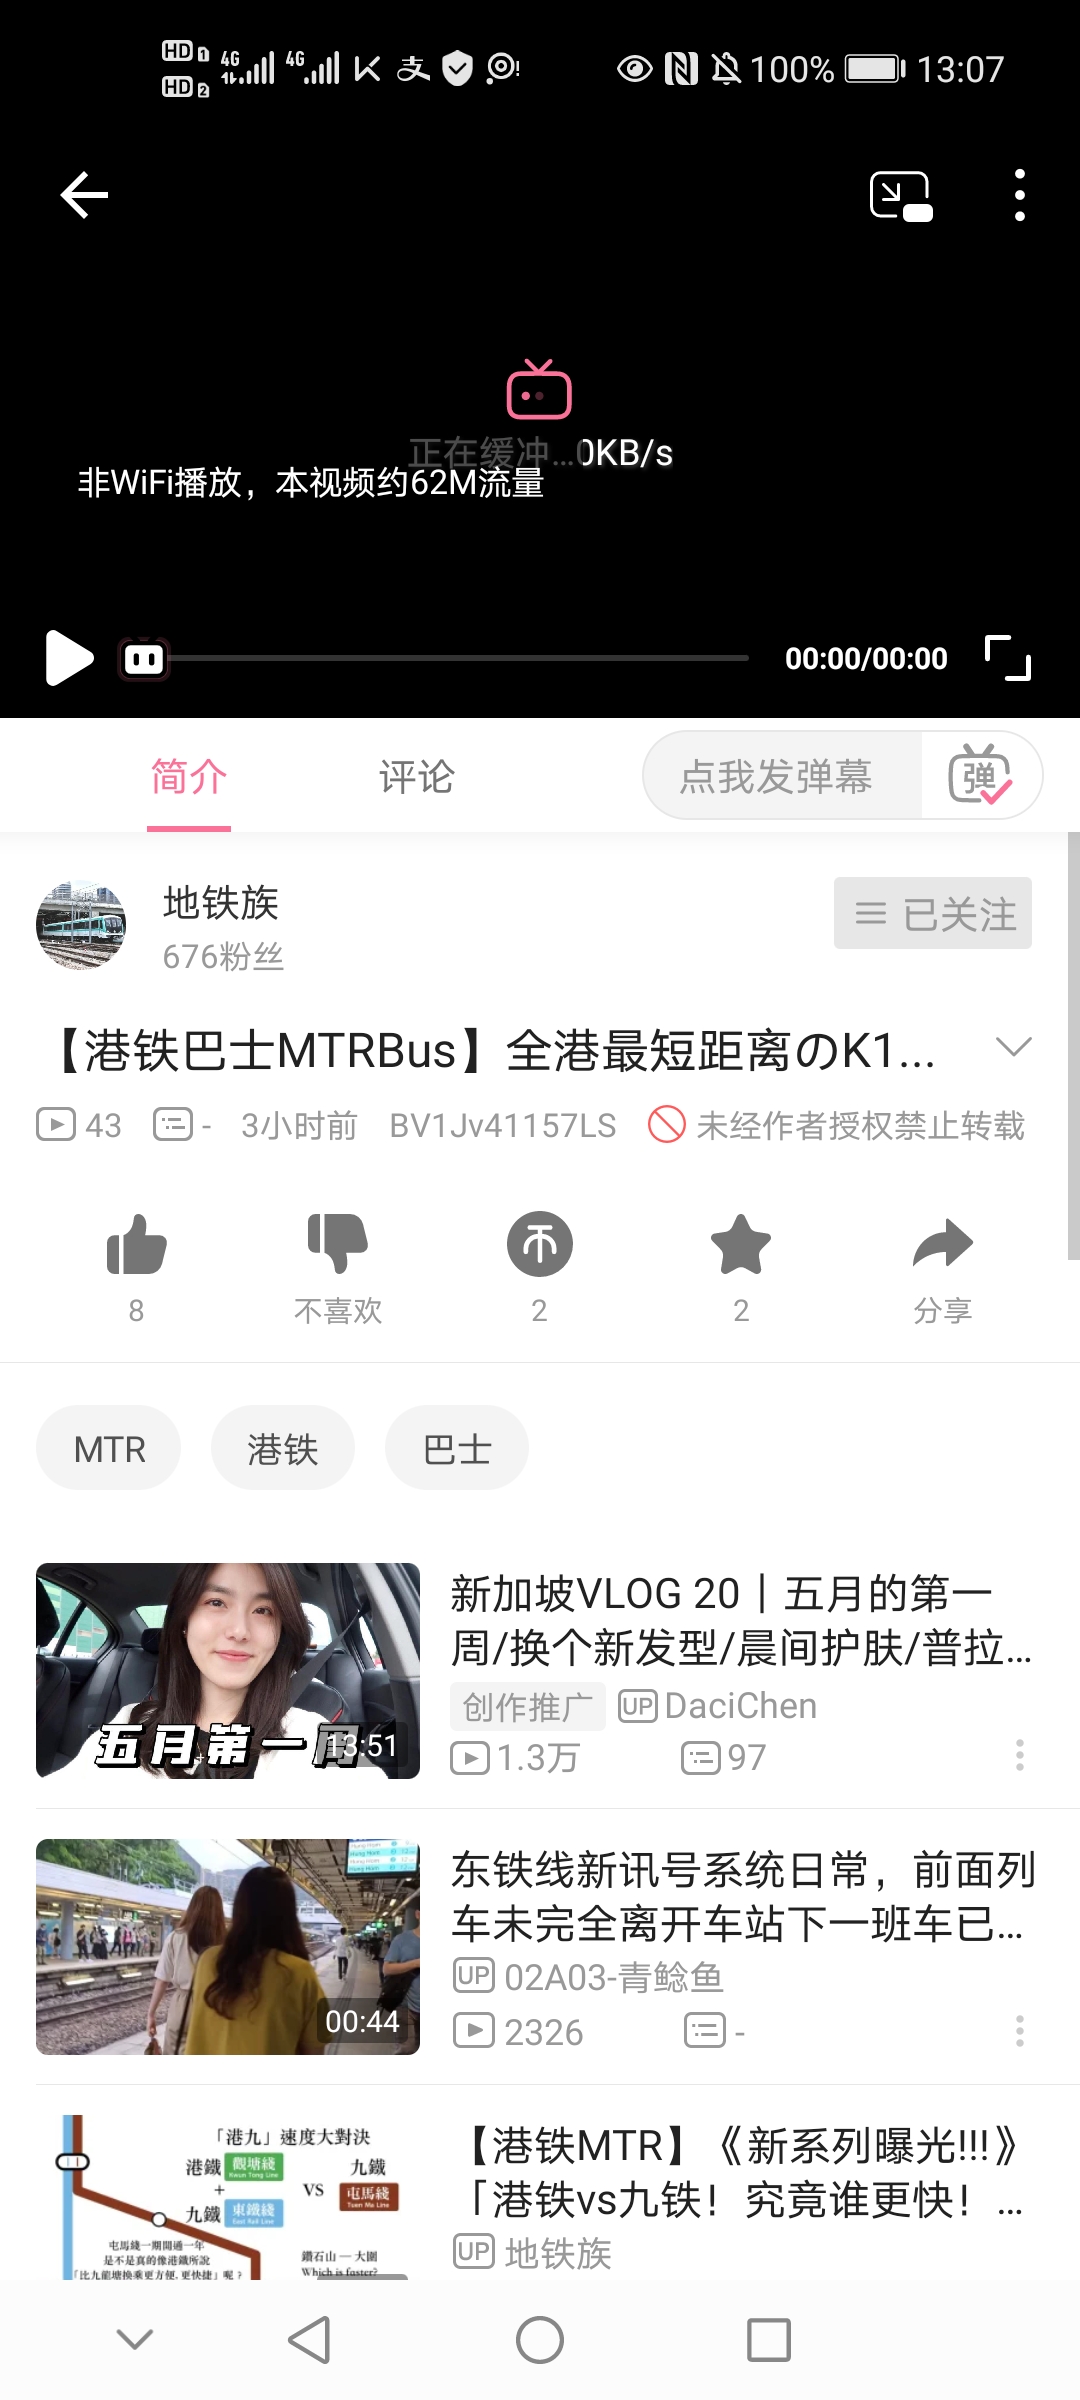 HD 1 4G 4G 100% 13:07
HD 2
正在缓冲...0KB/s
非WiFi播放，本视频约62M流量
00:00/00:00
简介 评论 点我发弹幕 弹
地铁族
676粉丝
已关注
【港铁巴士MTRBus】全港最短距离のK1...
43 - 3小时前 BV1Jv41157LS 未经作者授权禁止转载
8 不喜欢 2 2 分享
MTR 港铁 巴士
五月第一周
13:51
新加坡VLOG 20｜五月的第一
周/换个新发型/晨间护肤/普拉...
创作推广 UP DaciChen
1.3万 97
00:44
东铁线新讯号系统日常，前面列
车未完全离开车站下一班车已...
UP 02A03-青鲶鱼
2326 -
「港九」速度大對決
港鐵 觀塘綫 Kwun Tong Line
+
九鐵 東鐵綫 East Rail Line
VS
九鐵
屯馬綫 Tuen Ma Line
屯馬綫一期開通一年
是不是真的像港鐵所說
「比九龍塘換乘更方便，更快捷」呢？
鑽石山 — 大圍
Which is faster?
【港铁MTR】《新系列曝光!!!》
「港铁vs九铁！究竟谁更快！...
UP 地铁族